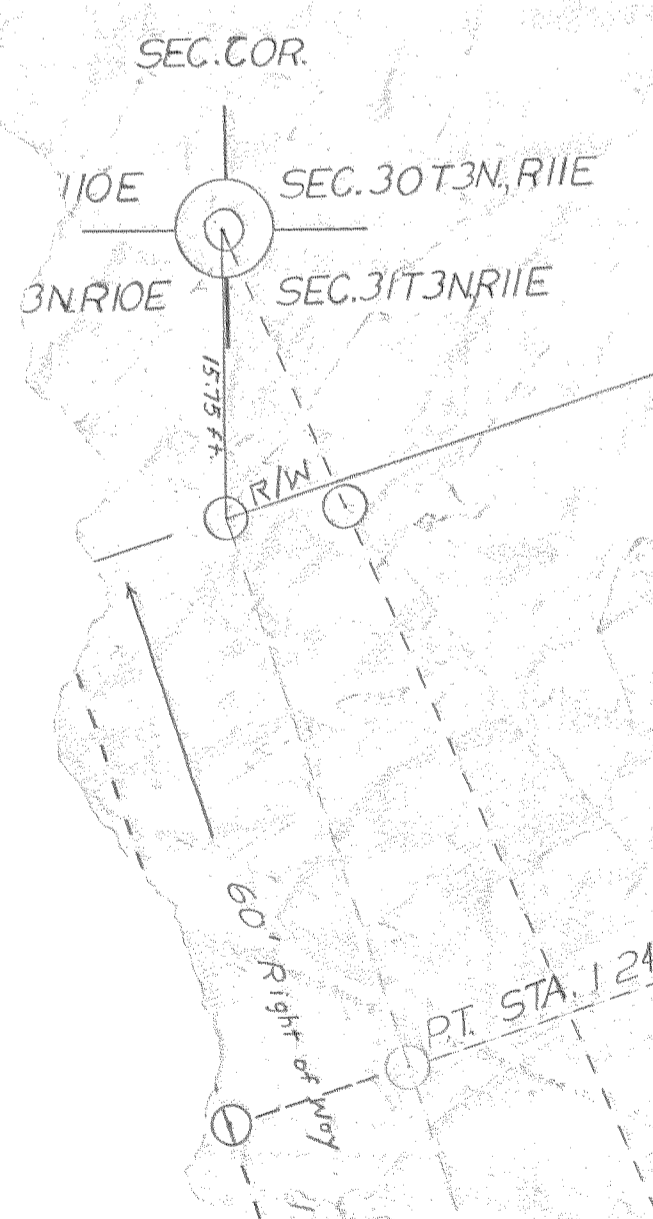 SEC. COR.
110E
SEC. 30 T3N., R11E
3N. R10E
SEC. 31 T3N, R11E
15.75 ft.
R/W
60' Right of Way
P.T. STA. 1 24